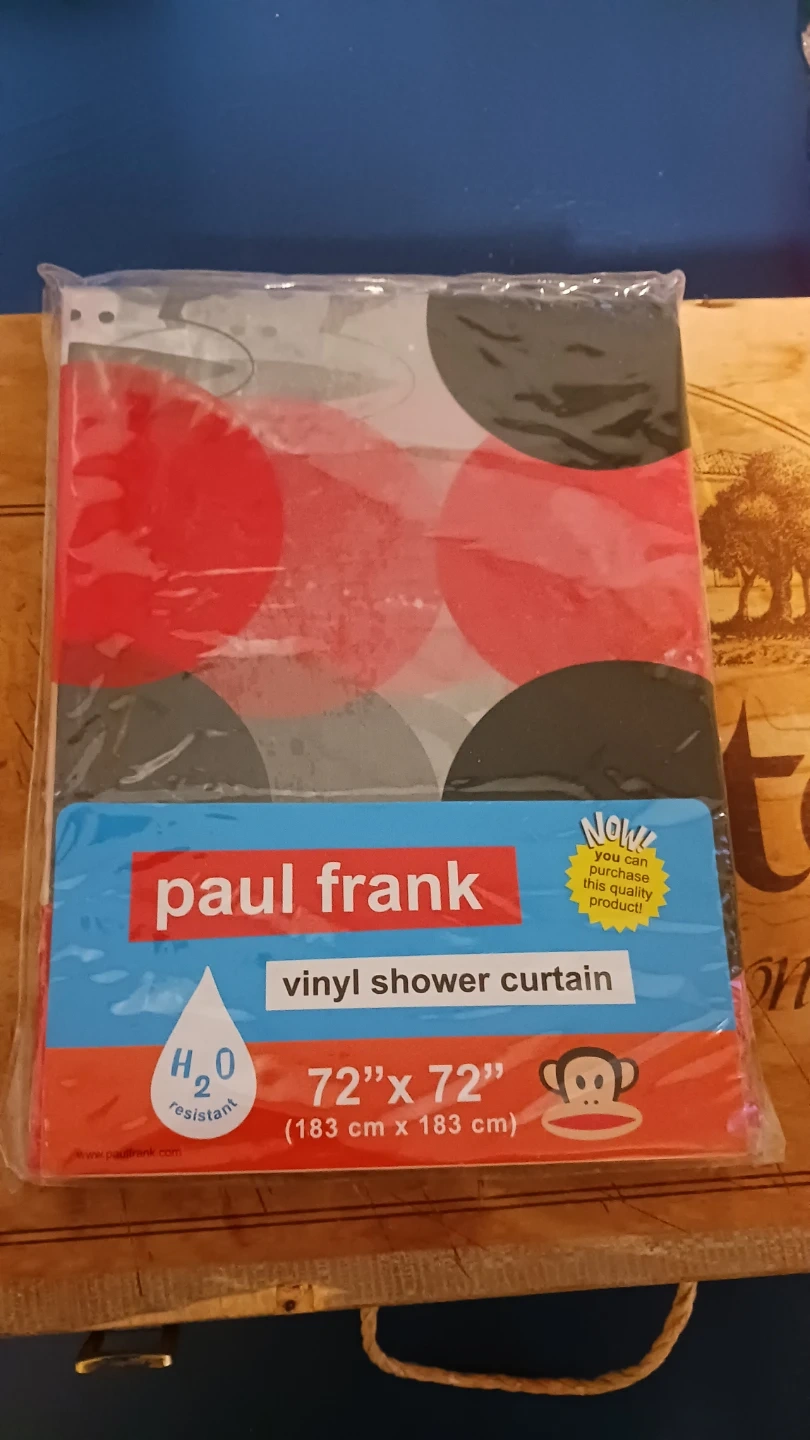 paul frank
NOW!
you can
purchase
this quality
product!
vinyl shower curtain
H2O
resistant
72”x 72”
(183 cm x 183 cm)
www.paulfrank.com